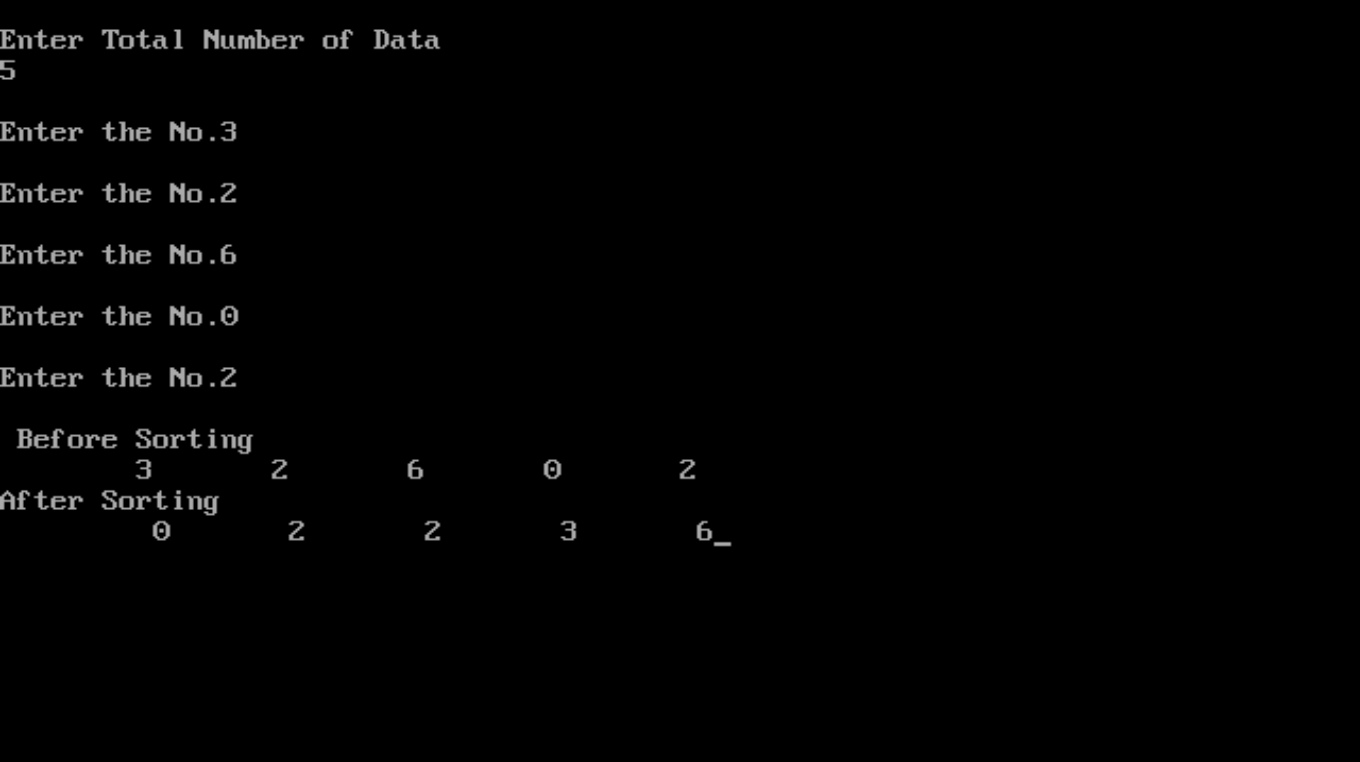 Enter Total Number of Data
5
Enter the No.3
Enter the No.2
Enter the No.6
Enter the No.0
Enter the No.2
Before Sorting
3 2 6 0 2
After Sorting
0 2 2 3 6_